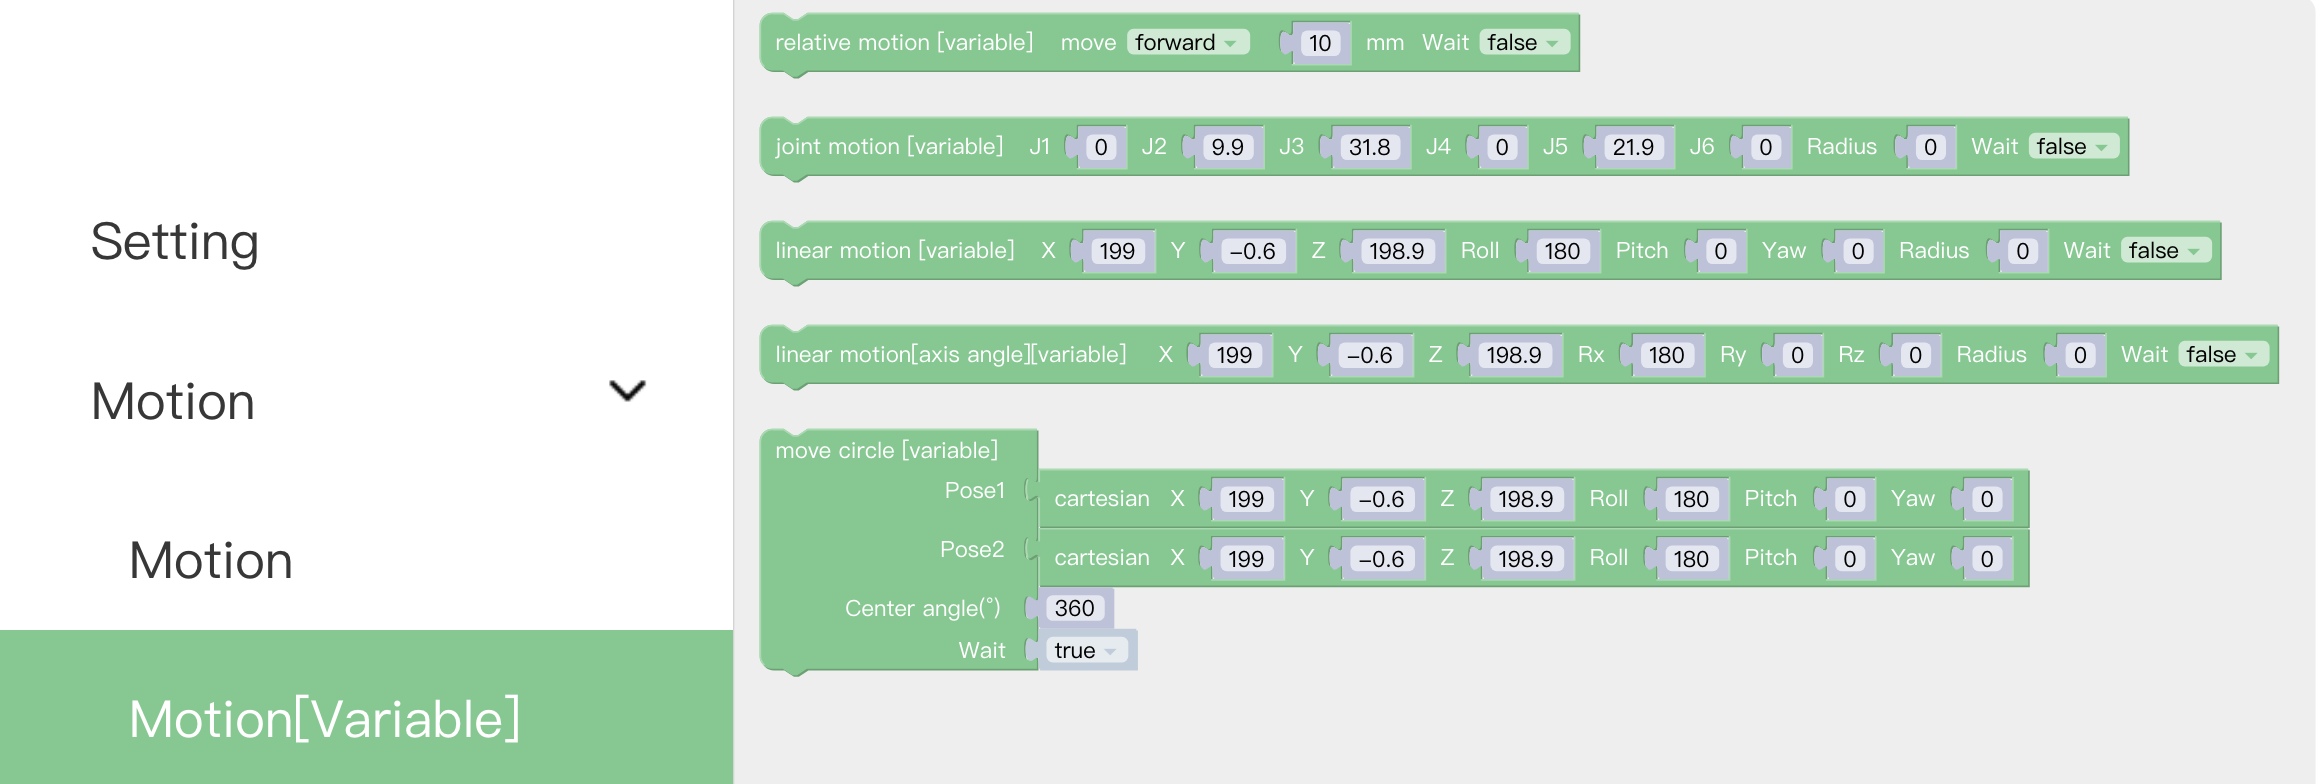 Setting
Motion
Motion
Motion[Variable]
relative motion [variable] move forward 10 mm Wait false
joint motion [variable] J1 0 J2 9.9 J3 31.8 J4 0 J5 21.9 J6 0 Radius 0 Wait false
linear motion [variable] X 199 Y −0.6 Z 198.9 Roll 180 Pitch 0 Yaw 0 Radius 0 Wait false
linear motion[axis angle][variable] X 199 Y −0.6 Z 198.9 Rx 180 Ry 0 Rz 0 Radius 0 Wait false
move circle [variable]
Pose1 cartesian X 199 Y −0.6 Z 198.9 Roll 180 Pitch 0 Yaw 0
Pose2 cartesian X 199 Y −0.6 Z 198.9 Roll 180 Pitch 0 Yaw 0
Center angle(°) 360
Wait true